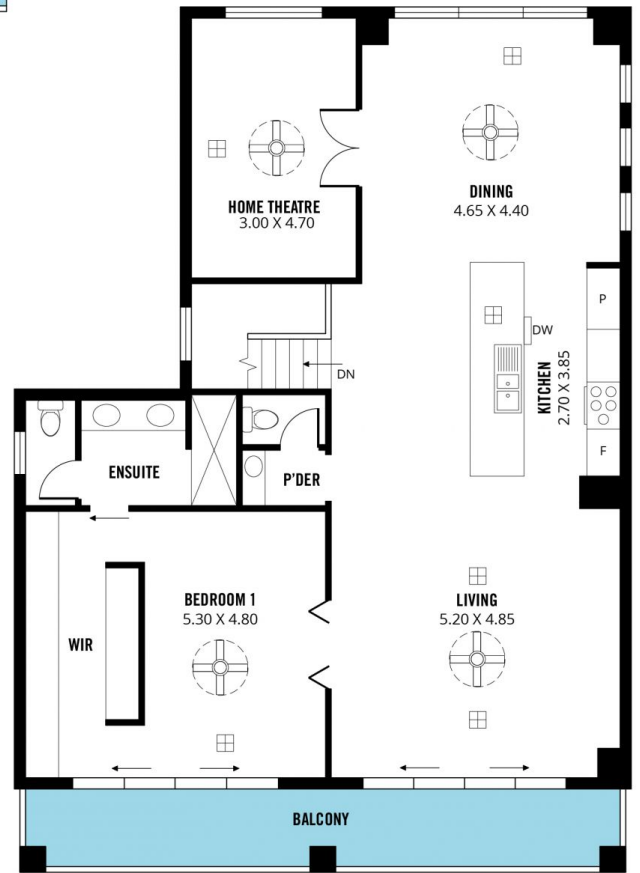 HOME THEATRE
3.00 X 4.70
DINING
4.65 X 4.40
P
DW
KITCHEN
2.70 X 3.85
DN
F
ENSUITE
P'DER
BEDROOM 1
5.30 X 4.80
LIVING
5.20 X 4.85
WIR
BALCONY